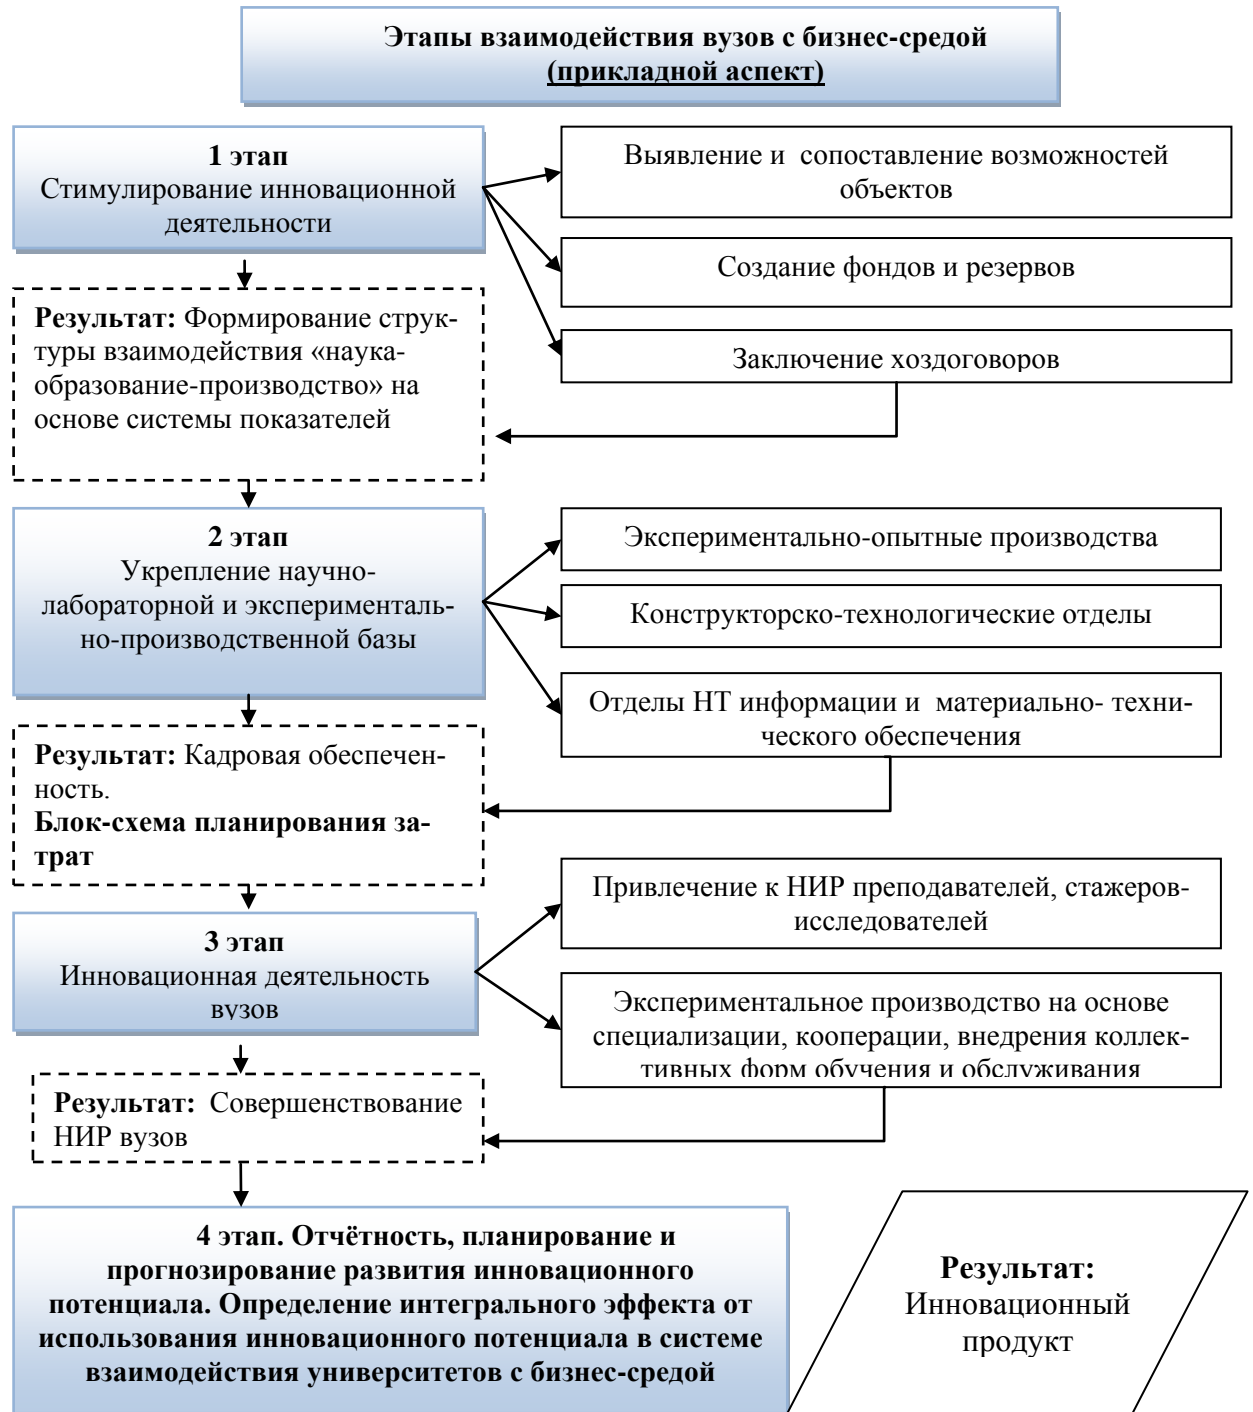 Этапы взаимодействия вузов с бизнес-средой
(прикладной аспект)
1 этап
Стимулирование инновационной
деятельности
Выявление и сопоставление возможностей
объектов
Создание фондов и резервов
Заключение хоздоговоров
Результат: Формирование струк-
туры взаимодействия «наука-
образование-производство» на
основе системы показателей
2 этап
Укрепление научно-
лабораторной и эксперименталь-
но-производственной базы
Экспериментально-опытные производства
Конструкторско-технологические отделы
Отделы НТ информации и материально- техни-
ческого обеспечения
Результат: Кадровая обеспечен-
ность.
Блок-схема планирования за-
трат
3 этап
Инновационная деятельность
вузов
Привлечение к НИР преподавателей, стажеров-
исследователей
Экспериментальное производство на основе
специализации, кооперации, внедрения коллек-
тивных форм обучения и обслуживания
Результат: Совершенствование
НИР вузов
4 этап. Отчётность, планирование и
прогнозирование развития инновационного
потенциала. Определение интегрального эффекта от
использования инновационного потенциала в системе
взаимодействия университетов с бизнес-средой
Результат:
Инновационный
продукт